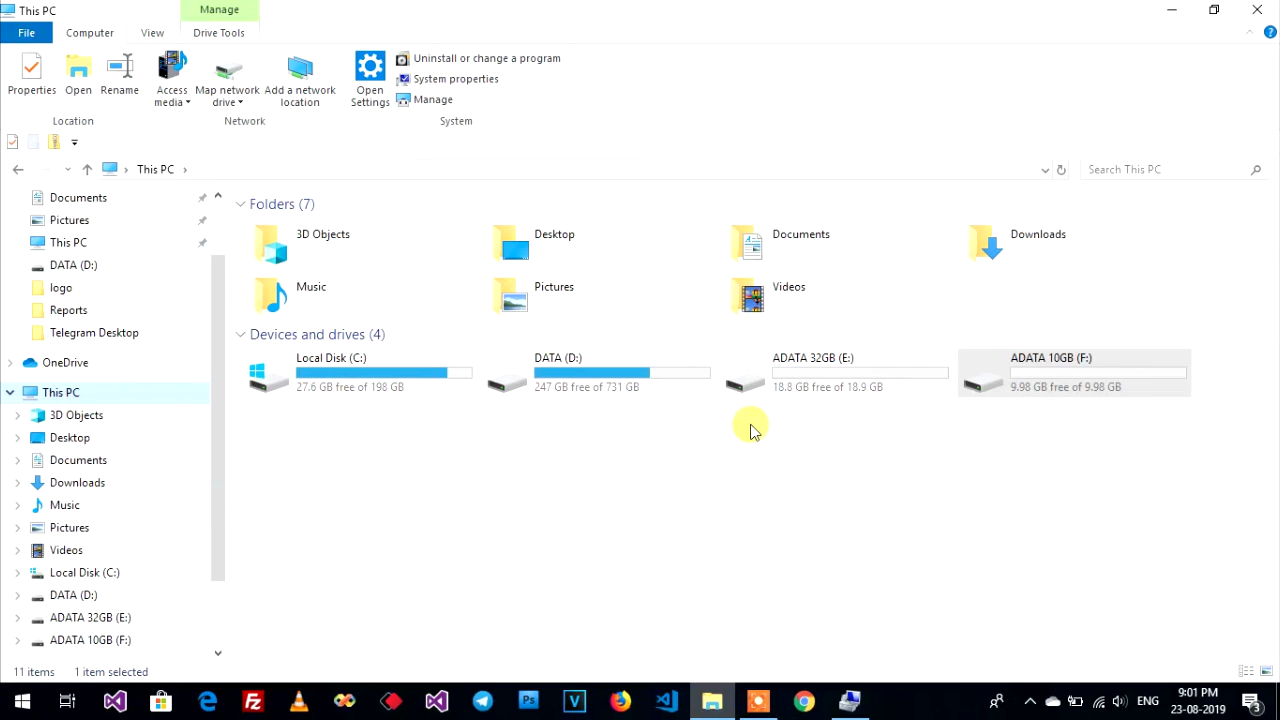 This PC
Manage
File
Computer
View
Drive Tools
Properties
Open
Rename
Access media
Map network drive
Add a network location
Open Settings
Uninstall or change a program
System properties
Manage
Location
Network
System
This PC
Search This PC
Documents
Pictures
This PC
DATA (D:)
logo
Reports
Telegram Desktop
OneDrive
This PC
3D Objects
Desktop
Documents
Downloads
Music
Pictures
Videos
Local Disk (C:)
DATA (D:)
ADATA 32GB (E:)
ADATA 10GB (F:)
Folders (7)
3D Objects
Desktop
Documents
Downloads
Music
Pictures
Videos
Devices and drives (4)
Local Disk (C:)
27.6 GB free of 198 GB
DATA (D:)
247 GB free of 731 GB
ADATA 32GB (E:)
18.8 GB free of 18.9 GB
ADATA 10GB (F:)
9.98 GB free of 9.98 GB
11 items
1 item selected
Fz
Ps
V
ENG
9:01 PM
23-08-2019
3